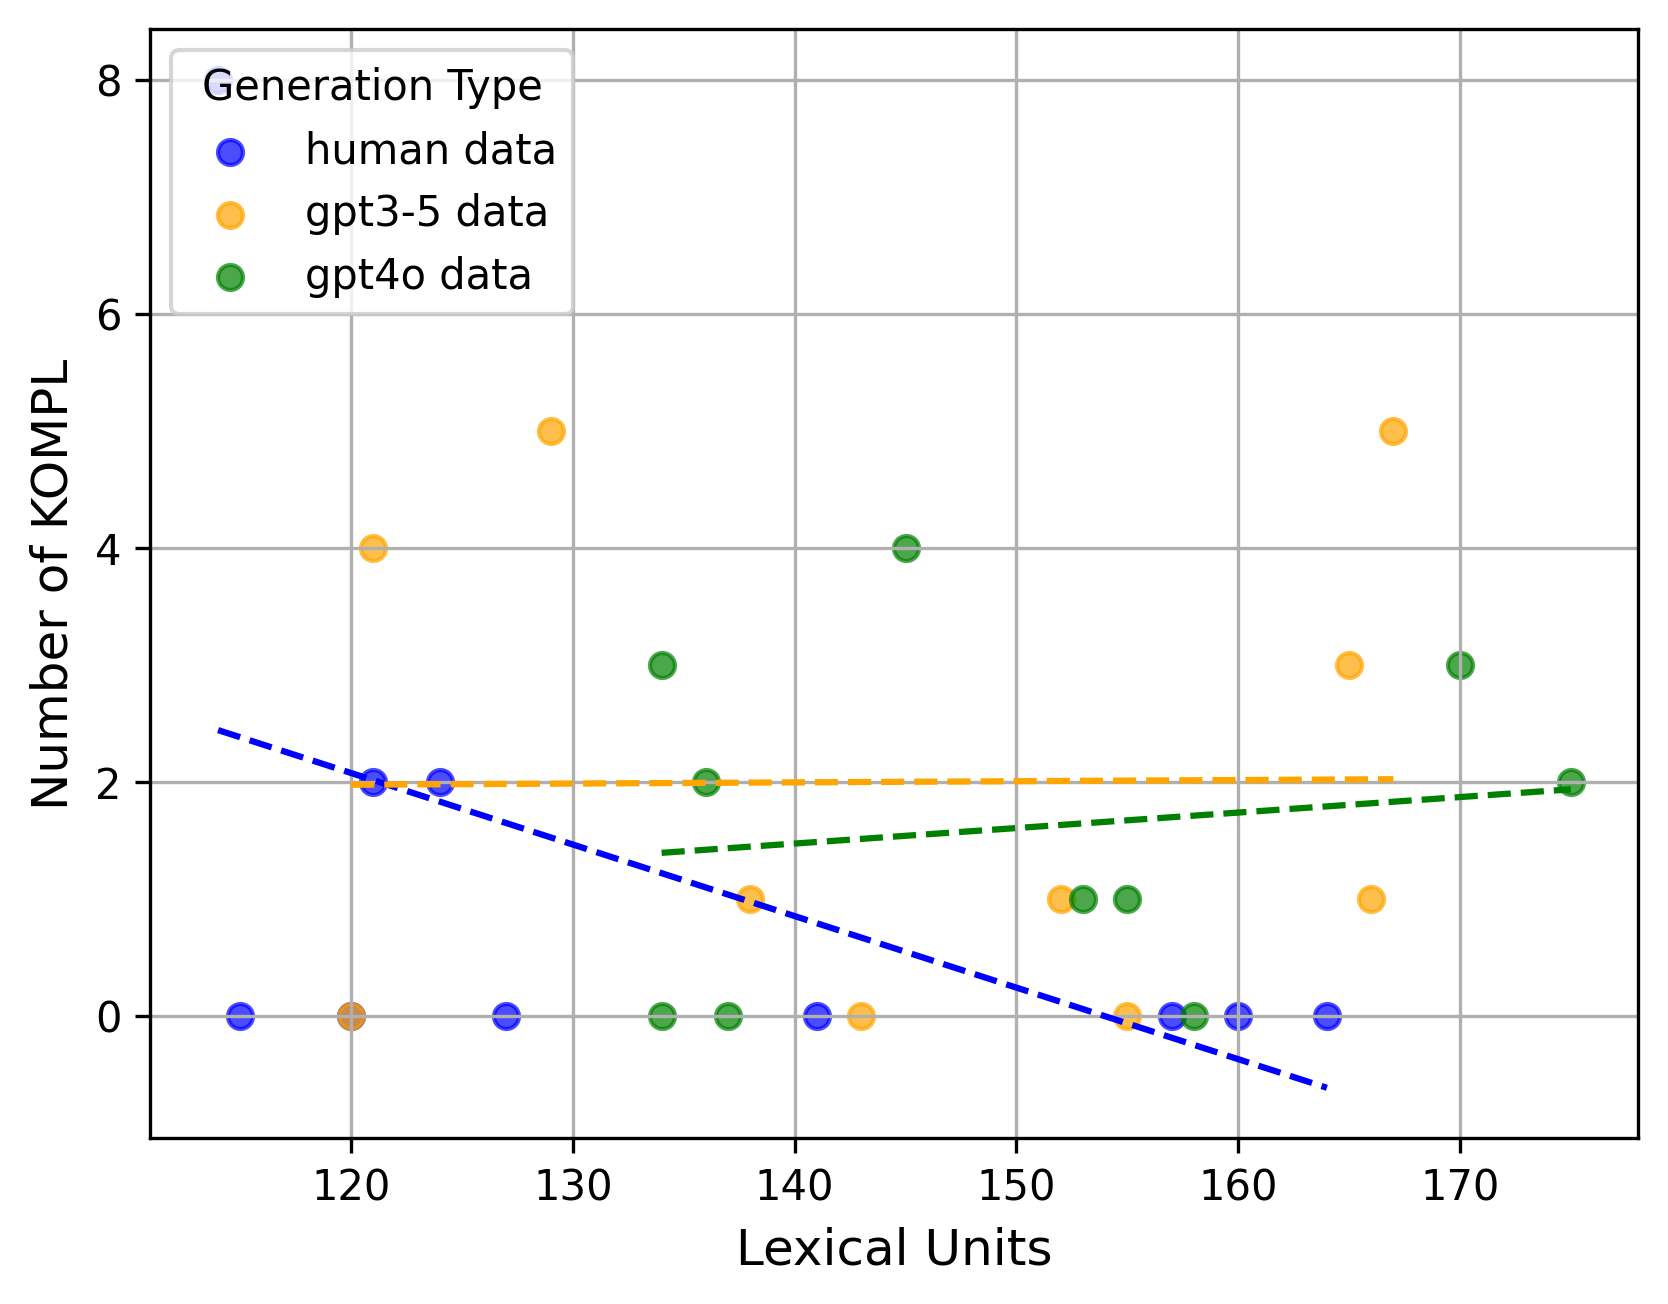 Generation Type
human data
gpt3-5 data
gpt4o data
8
6
4
2
0
Number of KOMPL
120 130 140 150 160 170
Lexical Units